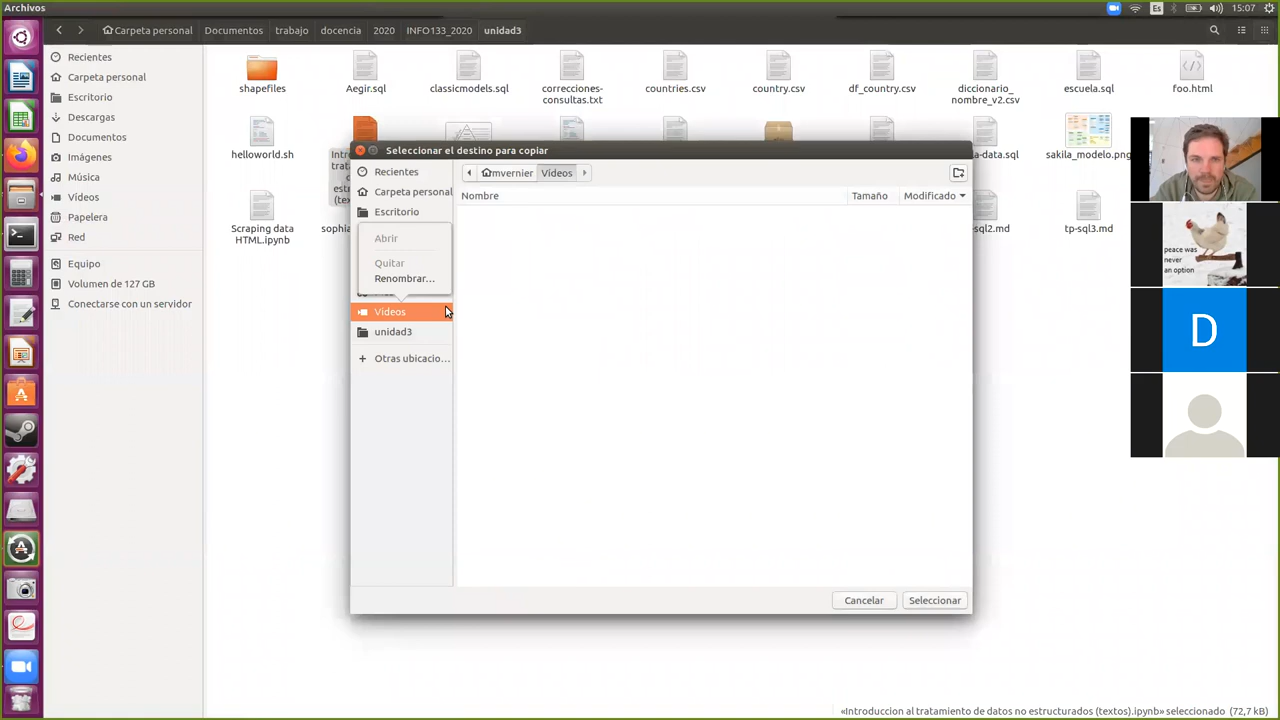 Archivos
Es
15:07
Carpeta personal
Documentos
trabajo
docencia
2020
INFO133_2020
unidad3
Recientes
Carpeta personal
Escritorio
Descargas
Documentos
Imágenes
Música
Vídeos
Papelera
Red
Equipo
Volumen de 127 GB
Conectarse con un servidor
shapefiles
Aegir.sql
classicmodels.sql
correcciones-
consultas.txt
countries.csv
country.csv
df_country.csv
diccionario_
nombre_v2.csv
escuela.sql
foo.html
helloworld.sh
sakila_modelo.png
Scraping data
HTML.ipynb
tp-sql3.md
Seleccionar el destino para copiar
Recientes
Carpeta personal
Escritorio
Abrir
Quitar
Renombrar...
Vídeos
unidad3
Otras ubicacio...
mvernier
Vídeos
Nombre
Tamaño
Modificado
Cancelar
Seleccionar
peace was
never
an option
D
«Introduccion al tratamiento de datos no estructurados (textos).ipynb» seleccionado (72,7 kB)